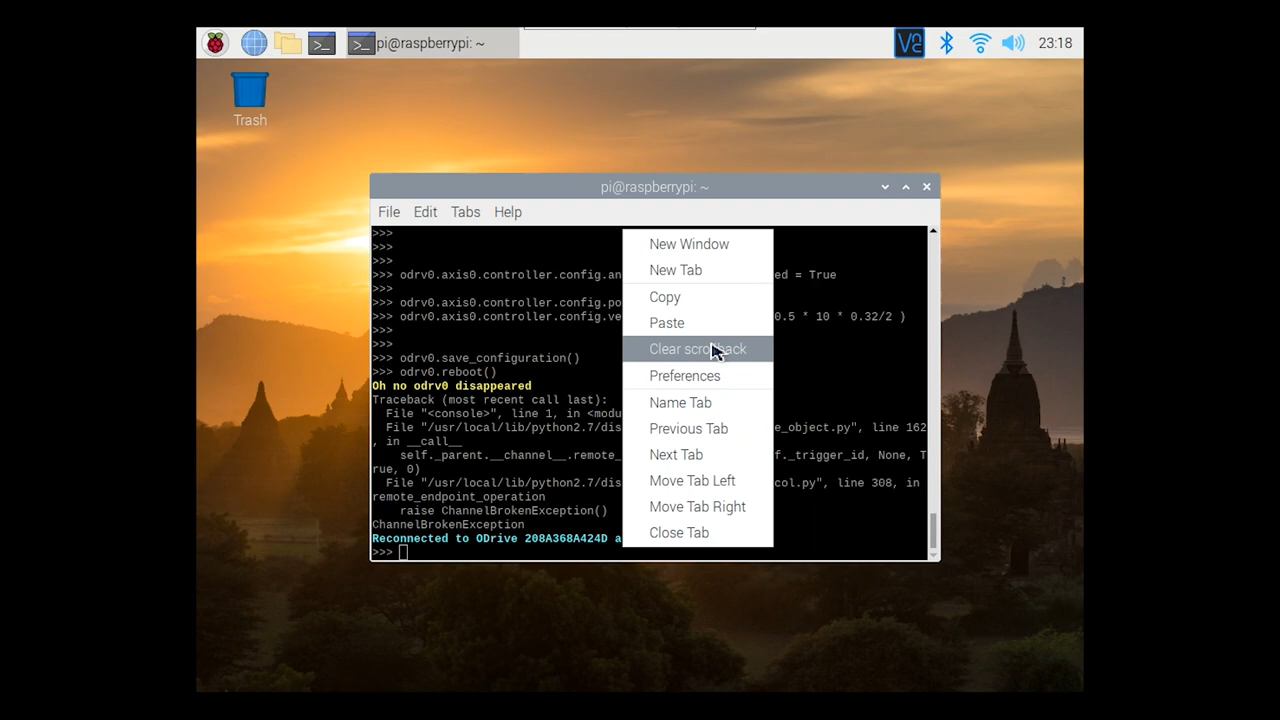 pi@raspberrypi: ~
23:18
Trash
pi@raspberrypi: ~
File Edit Tabs Help
>>>
>>>
>>>
>>> odrv0.axis0.controller.config.an ed = True
>>>
>>> odrv0.axis0.controller.config.po
>>> odrv0.axis0.controller.config.ve 0.5 * 10 * 0.32/2 )
>>>
>>>
>>> odrv0.save_configuration()
>>> odrv0.reboot()
Oh no odrv0 disappeared
Traceback (most recent call last):
File "<console>", line 1, in <modu
File "/usr/local/lib/python2.7/dis e_object.py", line 162
, in __call__
self._parent.__channel__.remote_ f._trigger_id, None, T
rue, 0)
File "/usr/local/lib/python2.7/dis col.py", line 308, in
remote_endpoint_operation
raise ChannelBrokenException()
ChannelBrokenException
Reconnected to ODrive 208A368A424D a
>>>
New Window
New Tab
Copy
Paste
Clear scrollback
Preferences
Name Tab
Previous Tab
Next Tab
Move Tab Left
Move Tab Right
Close Tab